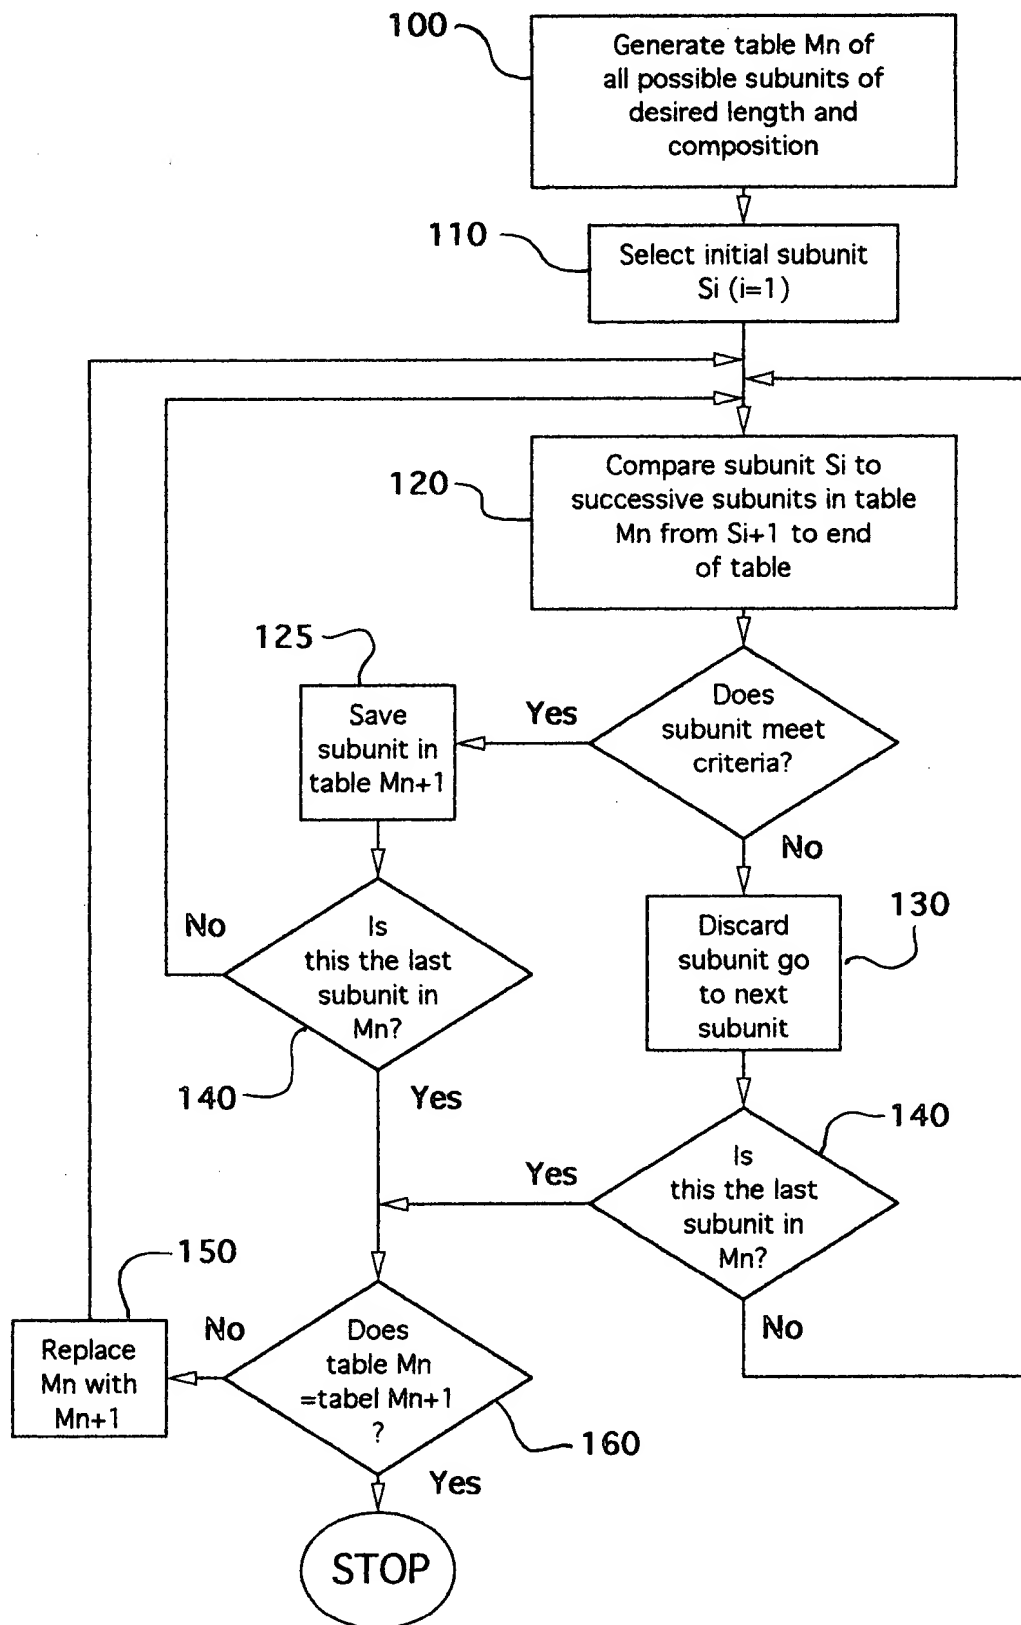 100
Generate table Mn of
all possible subunits of
desired length and
composition
110
Select initial subunit
Si (i=1)
120
Compare subunit Si to
successive subunits in table
Mn from Si+1 to end
of table
125
Save
subunit in
table Mn+1
Yes
Does
subunit meet
criteria?
No
130
Discard
subunit go
to next
subunit
No
Is
this the last
subunit in
Mn?
140
Yes
140
Yes
Is
this the last
subunit in
Mn?
No
150
Replace
Mn with
Mn+1
No
Does
table Mn
=tabel Mn+1
?
160
Yes
STOP